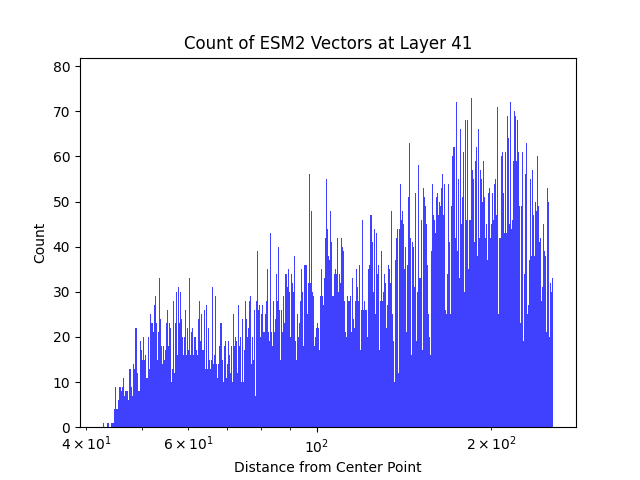 Count of ESM2 Vectors at Layer 41
80
70
60
50
40
30
20
10
0
Count
4 × 10¹
6 × 10¹
10²
2 × 10²
Distance from Center Point